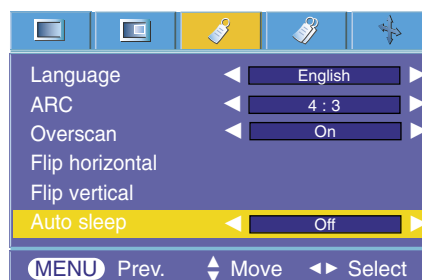 Language English
ARC 4 : 3
Overscan On
Flip horizontal
Flip vertical
Auto sleep Off
MENU Prev. Move Select